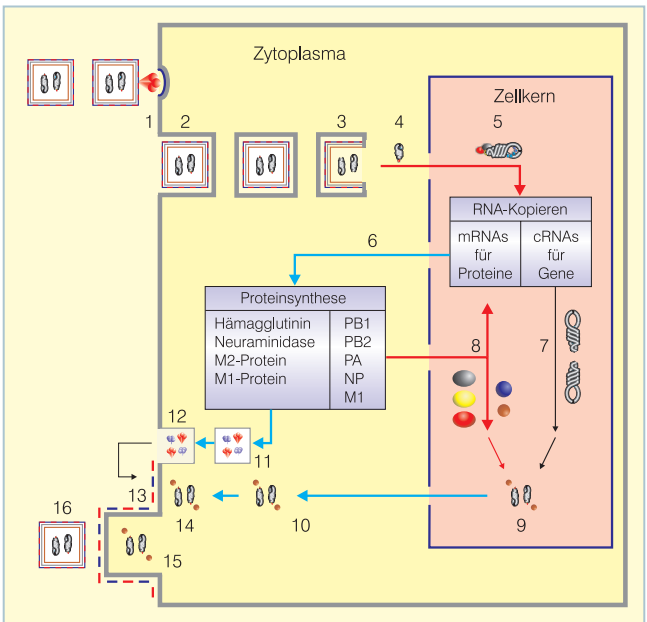 Zytoplasma
Zellkern
1
2
3
4
5
RNA-Kopieren
mRNAs
für
Proteine
cRNAs
für
Gene
6
Proteinsynthese
Hämagglutinin
Neuraminidase
M2-Protein
M1-Protein
PB1
PB2
PA
NP
M1
8
7
12
11
13
16
14
10
9
15